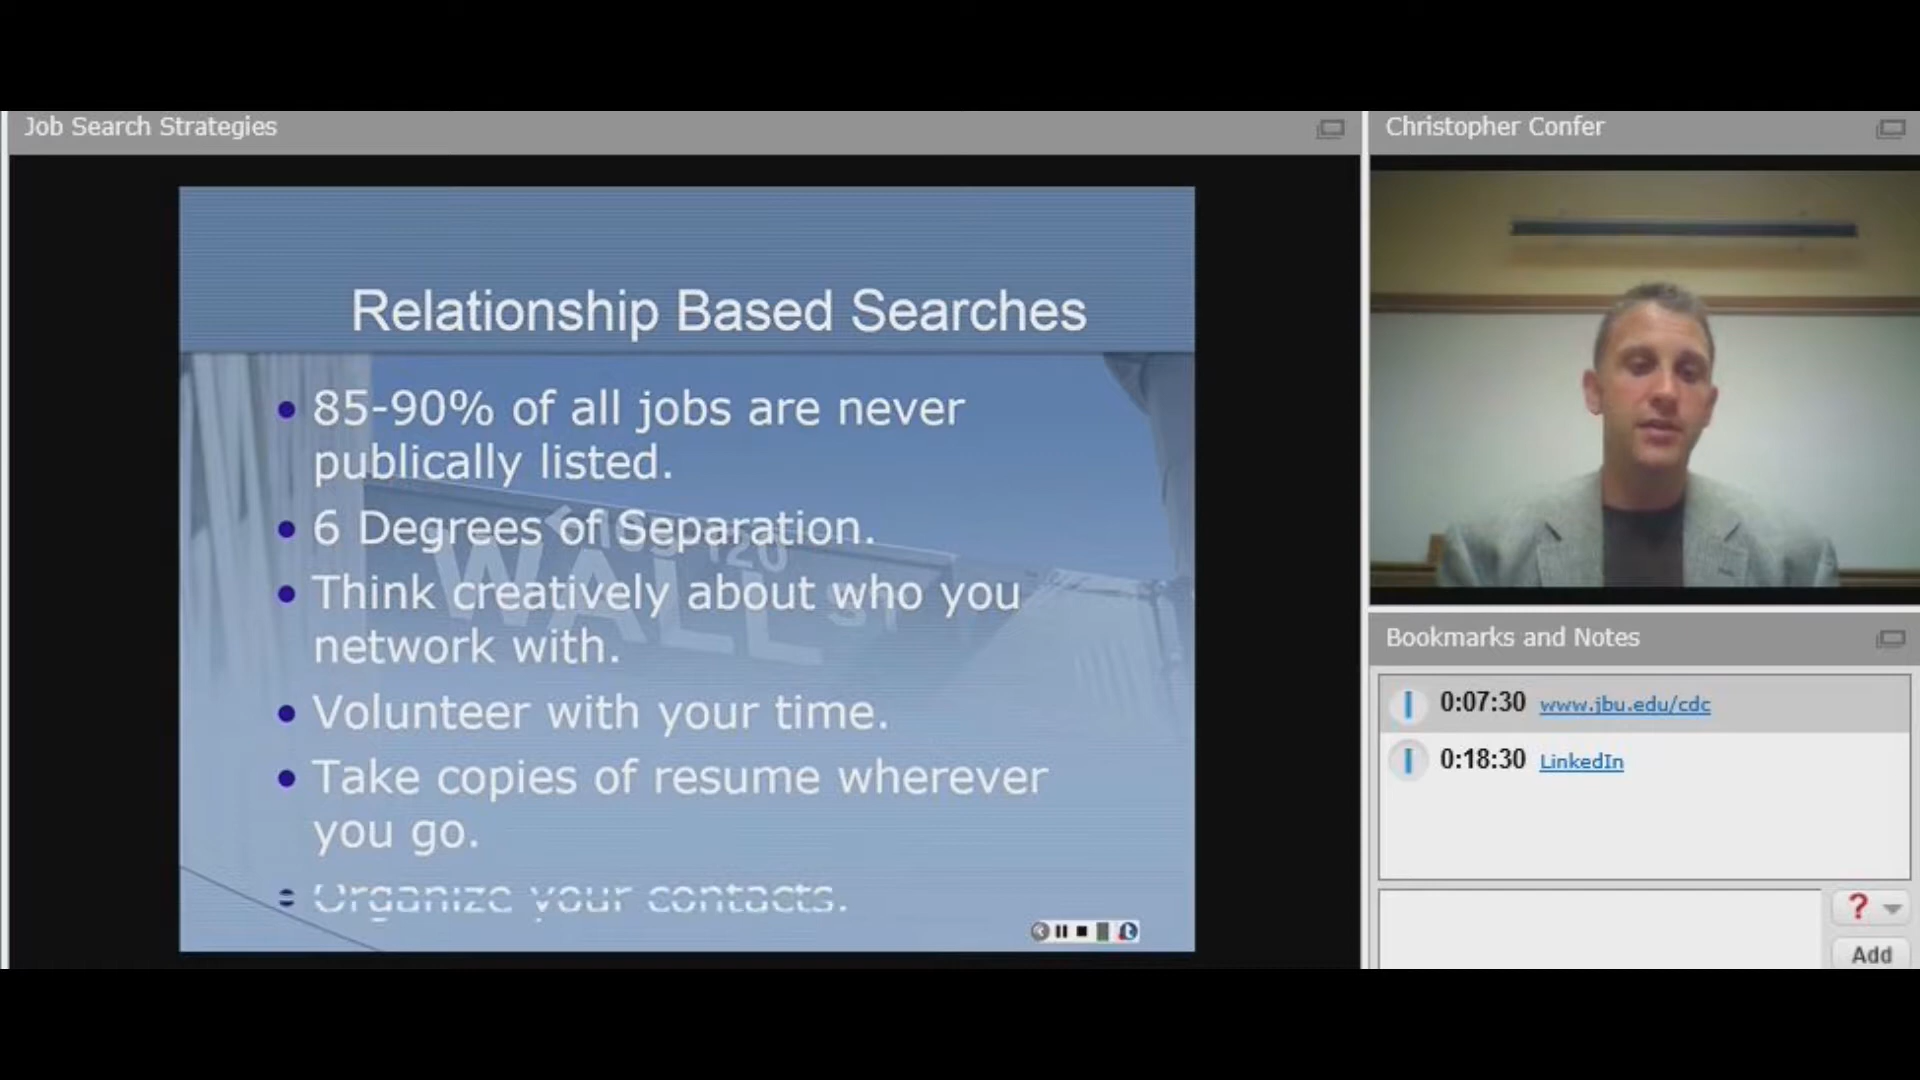 Job Search Strategies
Christopher Confer
Relationship Based Searches
85-90% of all jobs are never
publically listed.
6 Degrees of Separation.
Think creatively about who you
network with.
Volunteer with your time.
Take copies of resume wherever
you go.
Organize your contacts.
WALL ST
Bookmarks and Notes
0:07:30 www.jbu.edu/cdc
0:18:30 LinkedIn
?
Add